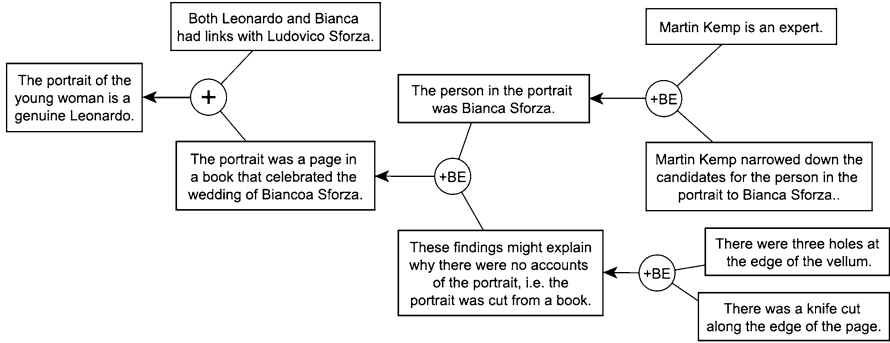 Both Leonardo and Bianca
had links with Ludovico Sforza.
Martin Kemp is an expert.
The portrait of the
young woman is a
genuine Leonardo.
+
The person in the portrait
was Bianca Sforza.
+BE
The portrait was a page in
a book that celebrated the
wedding of Biancoa Sforza.
+BE
Martin Kemp narrowed down the
candidates for the person in the
portrait to Bianca Sforza..
These findings might explain
why there were no accounts
of the portrait, i.e. the
portrait was cut from a book.
+BE
There were three holes at
the edge of the vellum.
There was a knife cut
along the edge of the page.